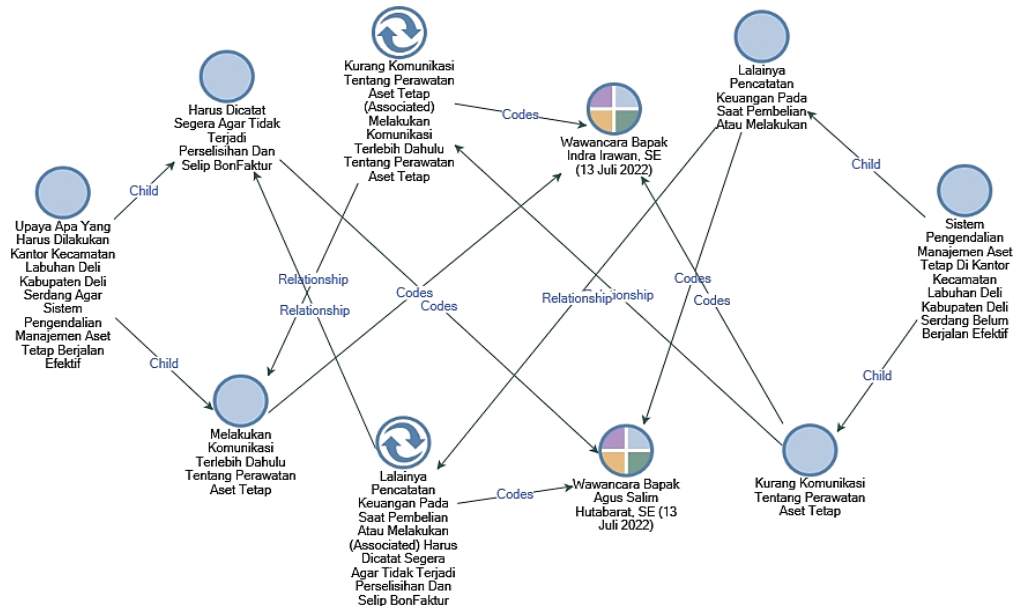 Kurang Komunikasi
Tentang Perawatan
Aset Tetap
(Associated)
Melakukan
Komunikasi
Terlebih Dahulu
Tentang Perawatan
Aset Tetap
Lalainya
Pencatatan
Keuangan Pada
Saat Pembelian
Atau Melakukan
Harus Dicatat
Segera Agar Tidak
Terjadi
Perselisihan Dan
Selip BonFaktur
Codes
Wawancara Bapak
Indra Irawan, SE
(13 Juli 2022)
Child
Child
Upaya Apa Yang
Harus Dilakukan
Kantor Kecamatan
Labuhan Deli
Kabupaten Deli
Serdang Agar
Sistem
Pengendalian
Manajemen Aset
Tetap Berjalan
Efektif
Sistem
Pengendalian
Manajemen Aset
Tetap Di Kantor
Kecamatan
Labuhan Deli
Kabupaten Deli
Serdang Belum
Berjalan Efektif
Relationship
Relationship
Codes
Codes
Relationship
Codes
Codes
Child
Child
Melakukan
Komunikasi
Terlebih Dahulu
Tentang Perawatan
Aset Tetap
Lalainya
Pencatatan
Keuangan Pada
Saat Pembelian
Atau Melakukan
(Associated) Harus
Dicatat Segera
Agar Tidak Terjadi
Perselisihan Dan
Selip BonFaktur
Codes
Wawancara Bapak
Agus Salim
Hutabarat, SE (13
Juli 2022)
Kurang Komunikasi
Tentang Perawatan
Aset Tetap